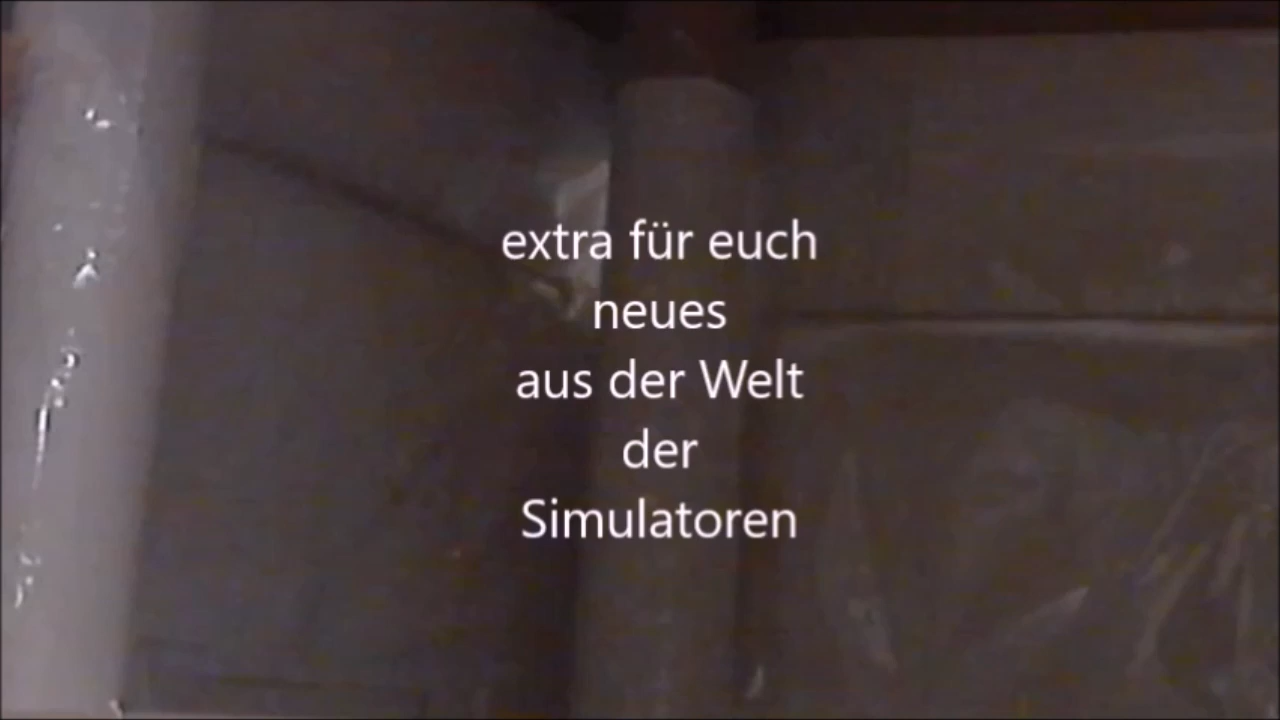 extra für euch
neues
aus der Welt
der
Simulatoren